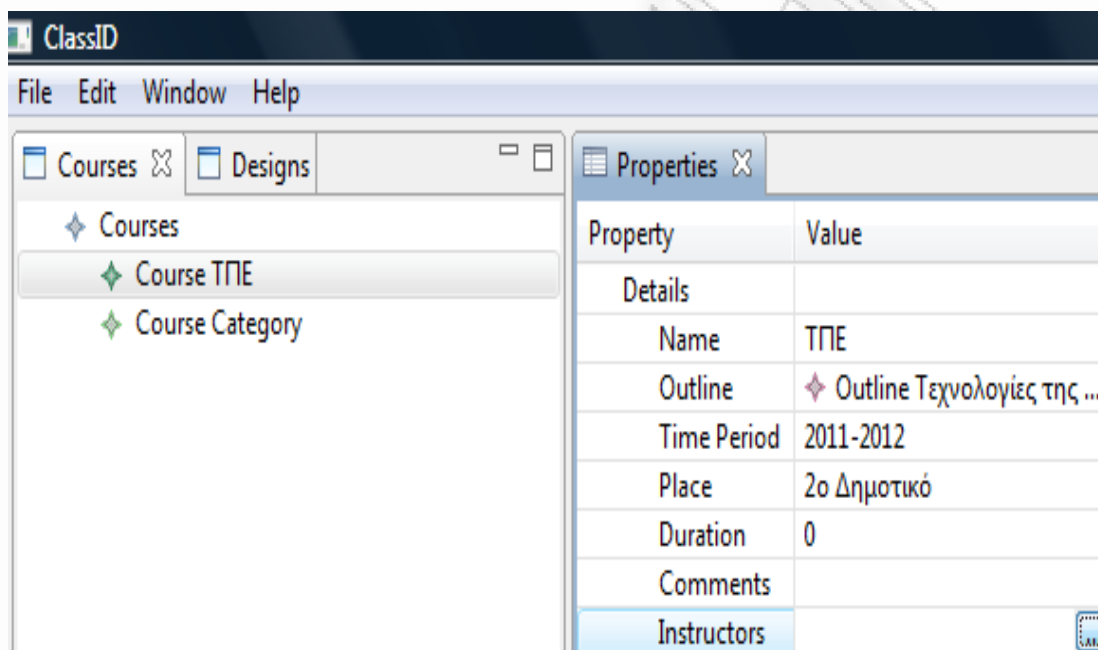 ClassID
File Edit Window Help
Courses Designs
Courses
Course ΤΠΕ
Course Category
Properties
Property Value
Details
Name ΤΠΕ
Outline Outline Τεχνολογίες της ...
Time Period 2011-2012
Place 2ο Δημοτικό
Duration 0
Comments
Instructors ...